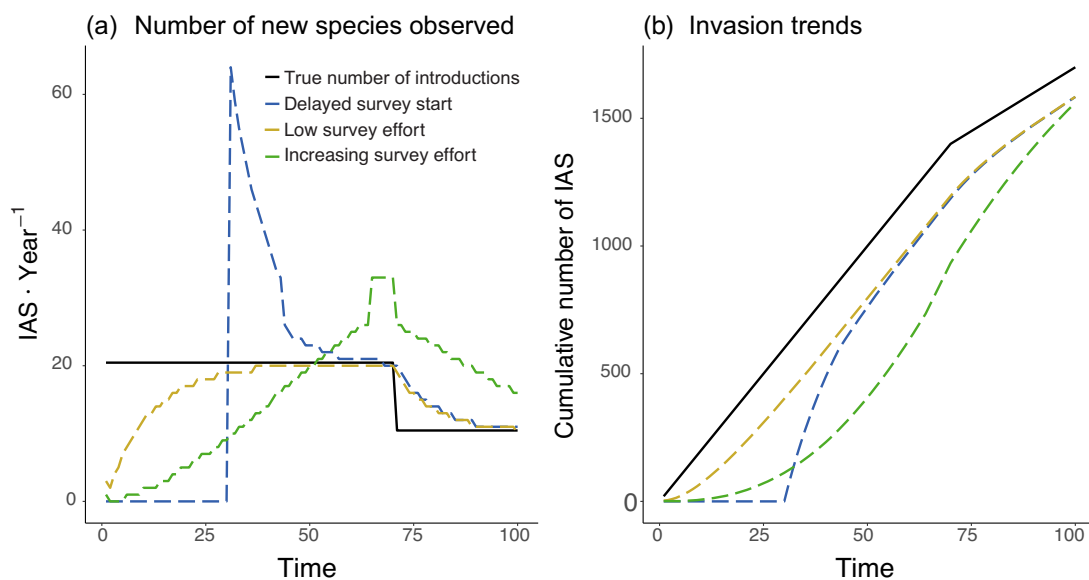 (a) Number of new species observed
True number of introductions
Delayed survey start
Low survey effort
Increasing survey effort
IAS · Year⁻¹
60
40
20
0
0
25
50
75
100
Time
(b) Invasion trends
Cumulative number of IAS
1500
1000
500
0
0
25
50
75
100
Time